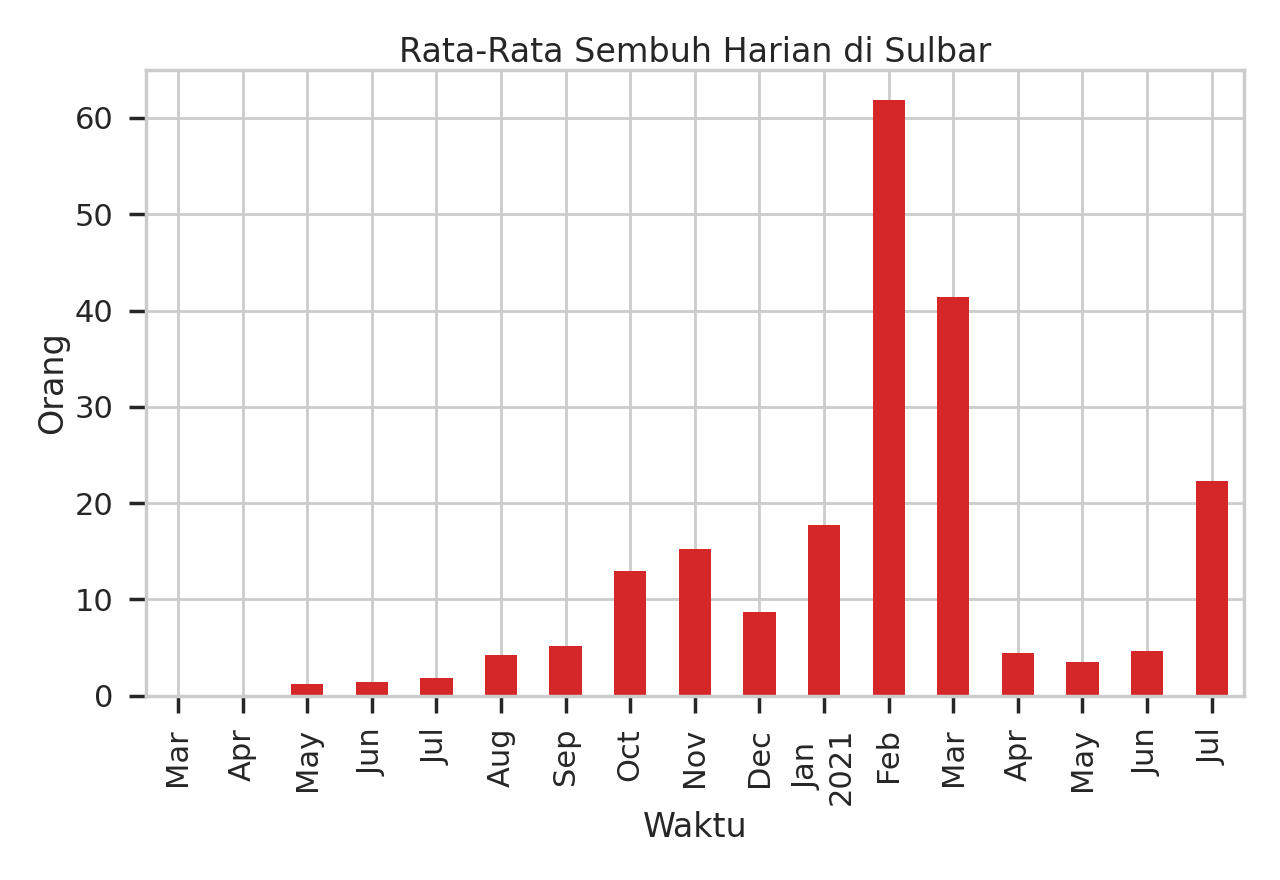 Rata-Rata Sembuh Harian di Sulbar
60
50
40
30
20
10
0
Orang
Mar
Apr
May
Jun
Jul
Aug
Sep
Oct
Nov
Dec
Jan
2021
Feb
Mar
Apr
May
Jun
Jul
Waktu